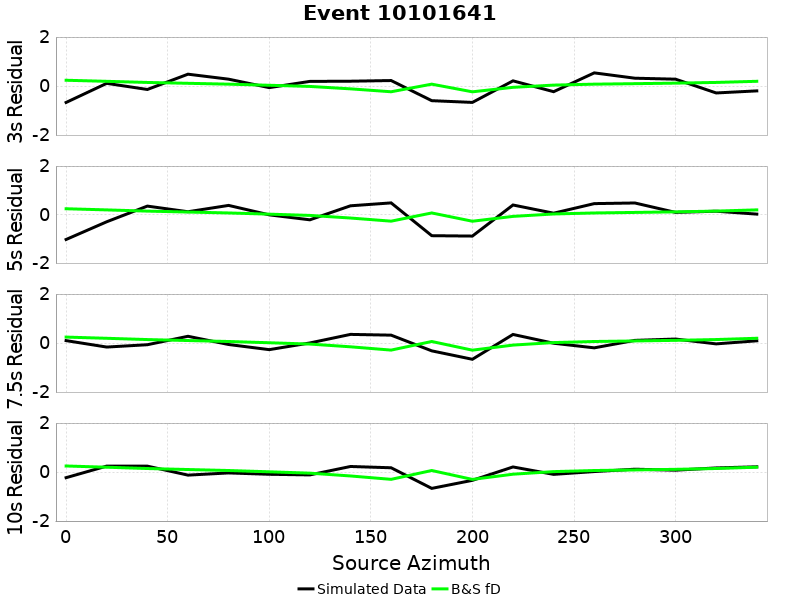 Event 10101641
3s Residual
2
0
-2
5s Residual
2
0
-2
7.5s Residual
2
0
-2
10s Residual
2
0
-2
0 50 100 150 200 250 300
Source Azimuth
Simulated Data B&S fD